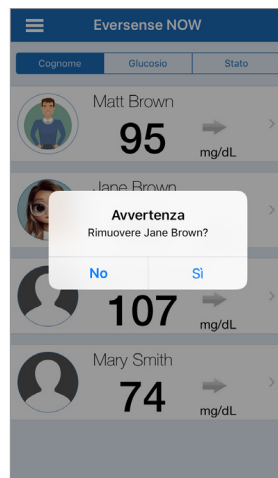 Eversense NOW
Cognome Glucosio Stato
Matt Brown
95
mg/dL
Jane Brown
Avvertenza
Rimuovere Jane Brown?
No Sì
107
mg/dL
Mary Smith
74
mg/dL